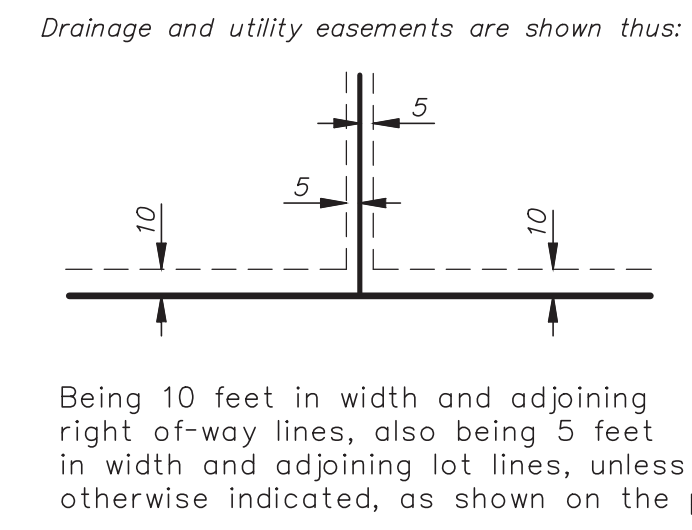 Drainage and utility easements are shown thus:
5
5
10
10
Being 10 feet in width and adjoining
right of-way lines, also being 5 feet
in width and adjoining lot lines, unless
otherwise indicated, as shown on the